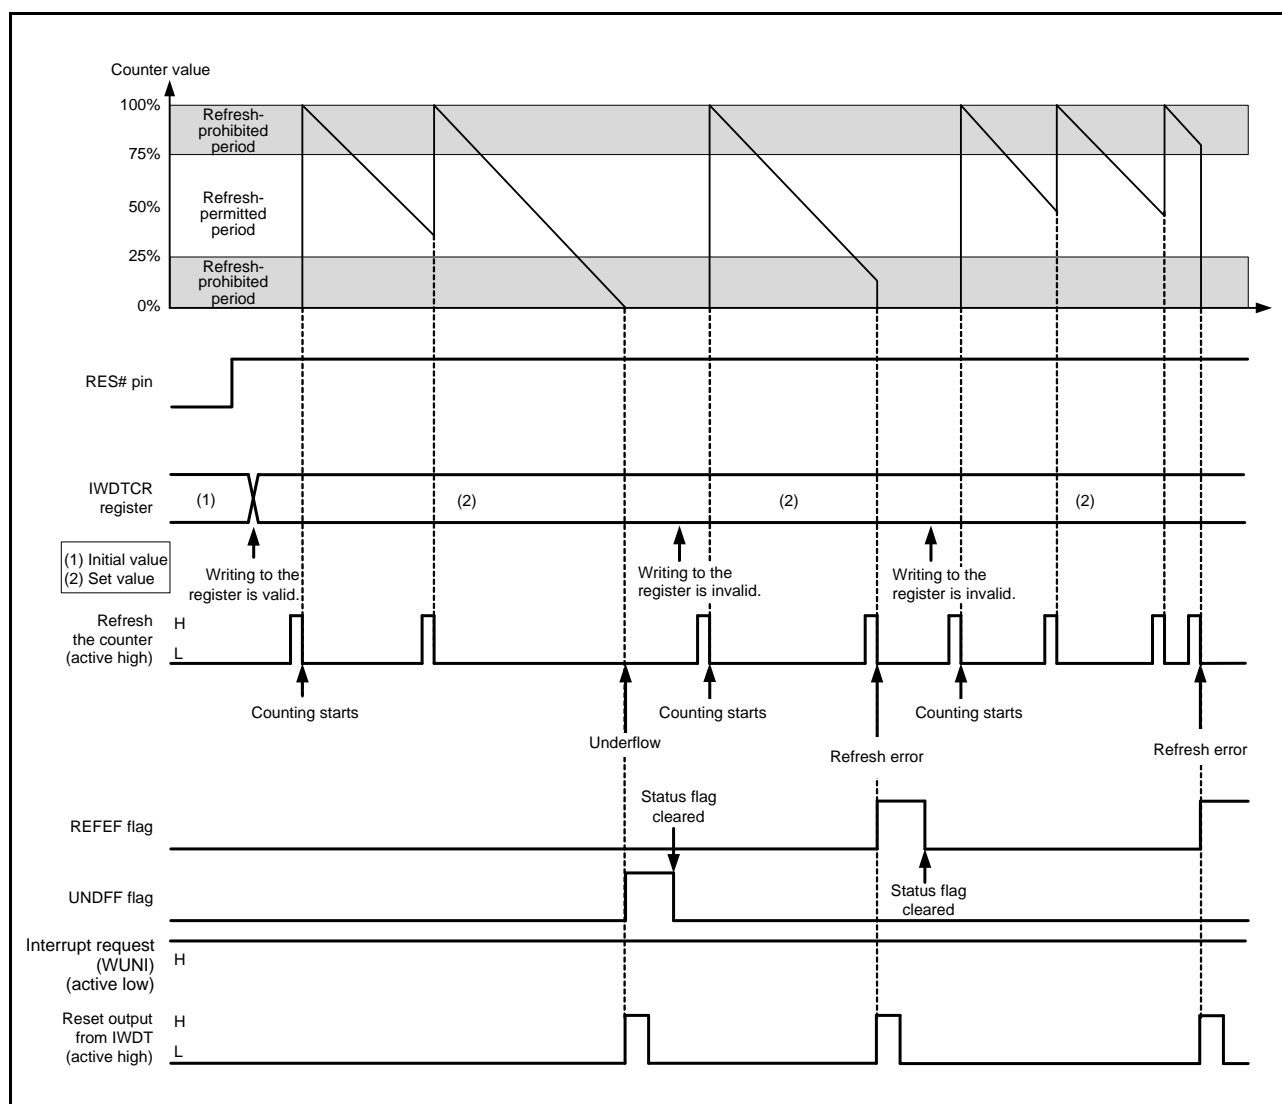 Counter value
100%
Refresh-
prohibited
period
75%
Refresh-
permitted
period
50%
25%
Refresh-
prohibited
period
0%
RES# pin
IWDTCR
register
(1)
(2)
(2)
(2)
(1) Initial value
(2) Set value
Writing to the
register is valid.
Writing to the
register is invalid.
Writing to the
register is invalid.
Refresh
the counter
(active high)
H
L
Counting starts
Counting starts
Counting starts
Underflow
Refresh error
Refresh error
Status flag
cleared
REFEF flag
Status flag
cleared
UNDFF flag
Interrupt request
(WUNI)
(active low)
H
Reset output
from IWDT
(active high)
H
L